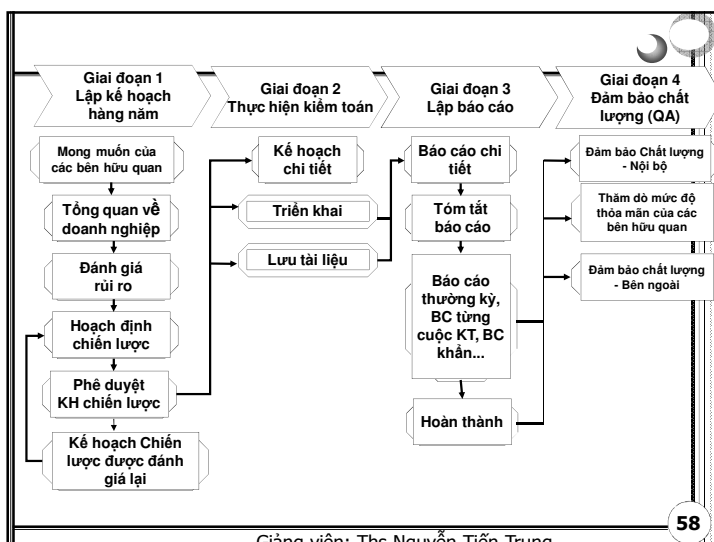 Giai đoạn 1
Lập kế hoạch
hàng năm
Giai đoạn 2
Thực hiện kiểm toán
Giai đoạn 3
Lập báo cáo
Giai đoạn 4
Đảm bảo chất
lượng (QA)
Mong muốn của
các bên hữu quan
Tổng quan về
doanh nghiệp
Đánh giá
rủi ro
Hoạch định
chiến lược
Phê duyệt
KH chiến lược
Kế hoạch Chiến
lược được đánh
giá lại
Kế hoạch
chi tiết
Triển khai
Lưu tài liệu
Báo cáo chi
tiết
Tóm tắt
báo cáo
Báo cáo
thường kỳ,
BC từng
cuộc KT, BC
khẩn...
Hoàn thành
Đảm bảo Chất lượng
- Nội bộ
Thăm dò mức độ
thỏa mãn của các
bên hữu quan
Đảm bảo chất lượng
- Bên ngoài
58
Giảng viên: Ths Nguyễn Tiến Trung